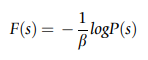 F(s) = − 1/β logP(s)